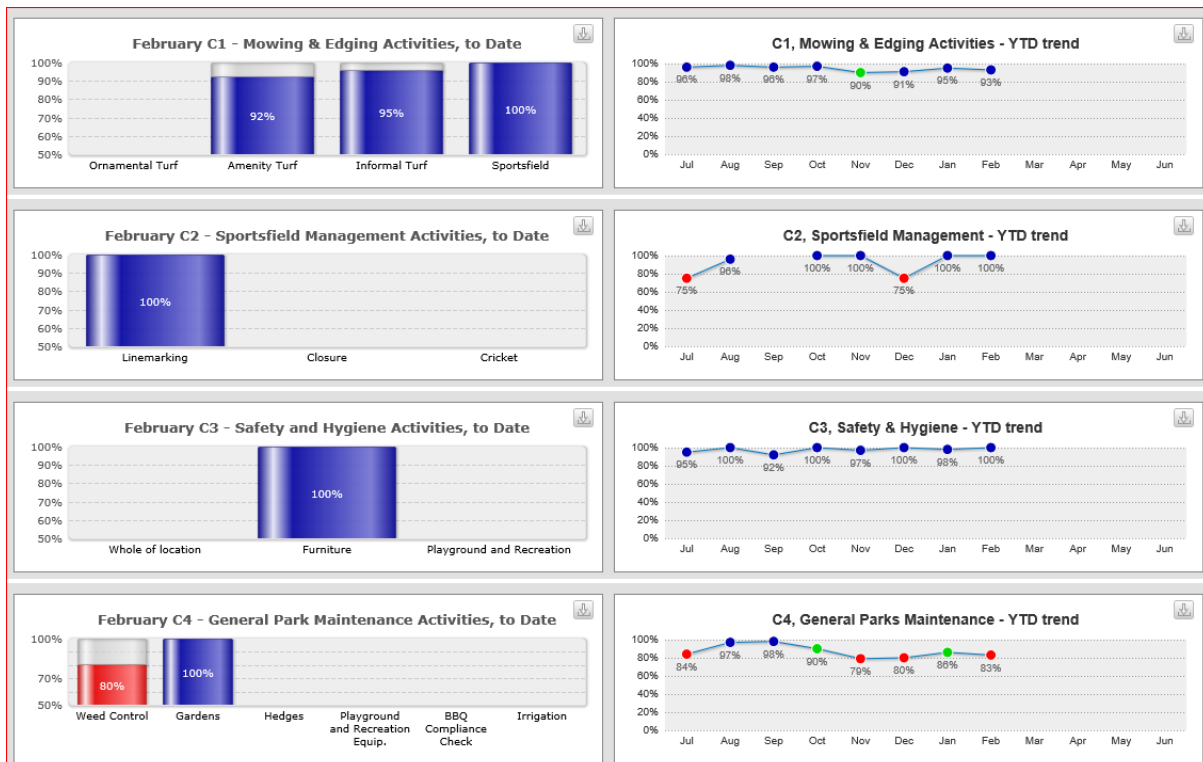 February C1 - Mowing & Edging Activities, to Date
100%
90%
80%
70%
60%
50%
92%
95%
100%
Ornamental Turf
Amenity Turf
Informal Turf
Sportsfield
C1, Mowing & Edging Activities - YTD trend
100%
80%
60%
40%
20%
0%
96%
98%
96%
97%
90%
91%
95%
93%
Jul
Aug
Sep
Oct
Nov
Dec
Jan
Feb
Mar
Apr
May
Jun
February C2 - Sportsfield Management Activities, to Date
100%
90%
80%
70%
60%
50%
100%
Linemarking
Closure
Cricket
C2, Sportsfield Management - YTD trend
100%
80%
60%
40%
20%
0%
75%
96%
100%
100%
75%
100%
100%
Jul
Aug
Sep
Oct
Nov
Dec
Jan
Feb
Mar
Apr
May
Jun
February C3 - Safety and Hygiene Activities, to Date
100%
90%
80%
70%
60%
50%
100%
Whole of location
Furniture
Playground and Recreation
C3, Safety & Hygiene - YTD trend
100%
80%
60%
40%
20%
0%
95%
100%
92%
100%
97%
100%
98%
100%
Jul
Aug
Sep
Oct
Nov
Dec
Jan
Feb
Mar
Apr
May
Jun
February C4 - General Park Maintenance Activities, to Date
100%
70%
50%
80%
100%
Weed Control
Gardens
Hedges
Playground
and Recreation
Equip.
BBQ
Compliance
Check
Irrigation
C4, General Parks Maintenance - YTD trend
100%
80%
60%
40%
20%
0%
84%
97%
98%
90%
79%
80%
86%
83%
Jul
Aug
Sep
Oct
Nov
Dec
Jan
Feb
Mar
Apr
May
Jun